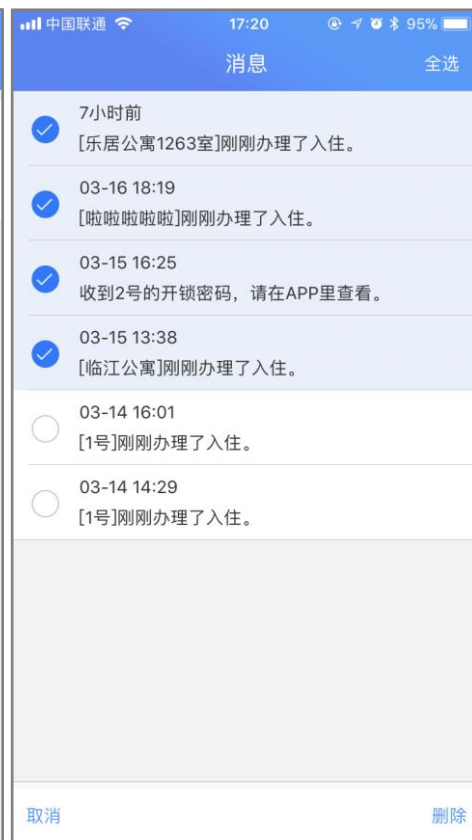 中国联通 17:20 95%
消息 全选
7小时前
[乐居公寓1263室]刚刚办理了入住。
03-16 18:19
[啦啦啦啦啦]刚刚办理了入住。
03-15 16:25
收到2号的开锁密码，请在APP里查看。
03-15 13:38
[临江公寓]刚刚办理了入住。
03-14 16:01
[1号]刚刚办理了入住。
03-14 14:29
[1号]刚刚办理了入住。
取消 删除